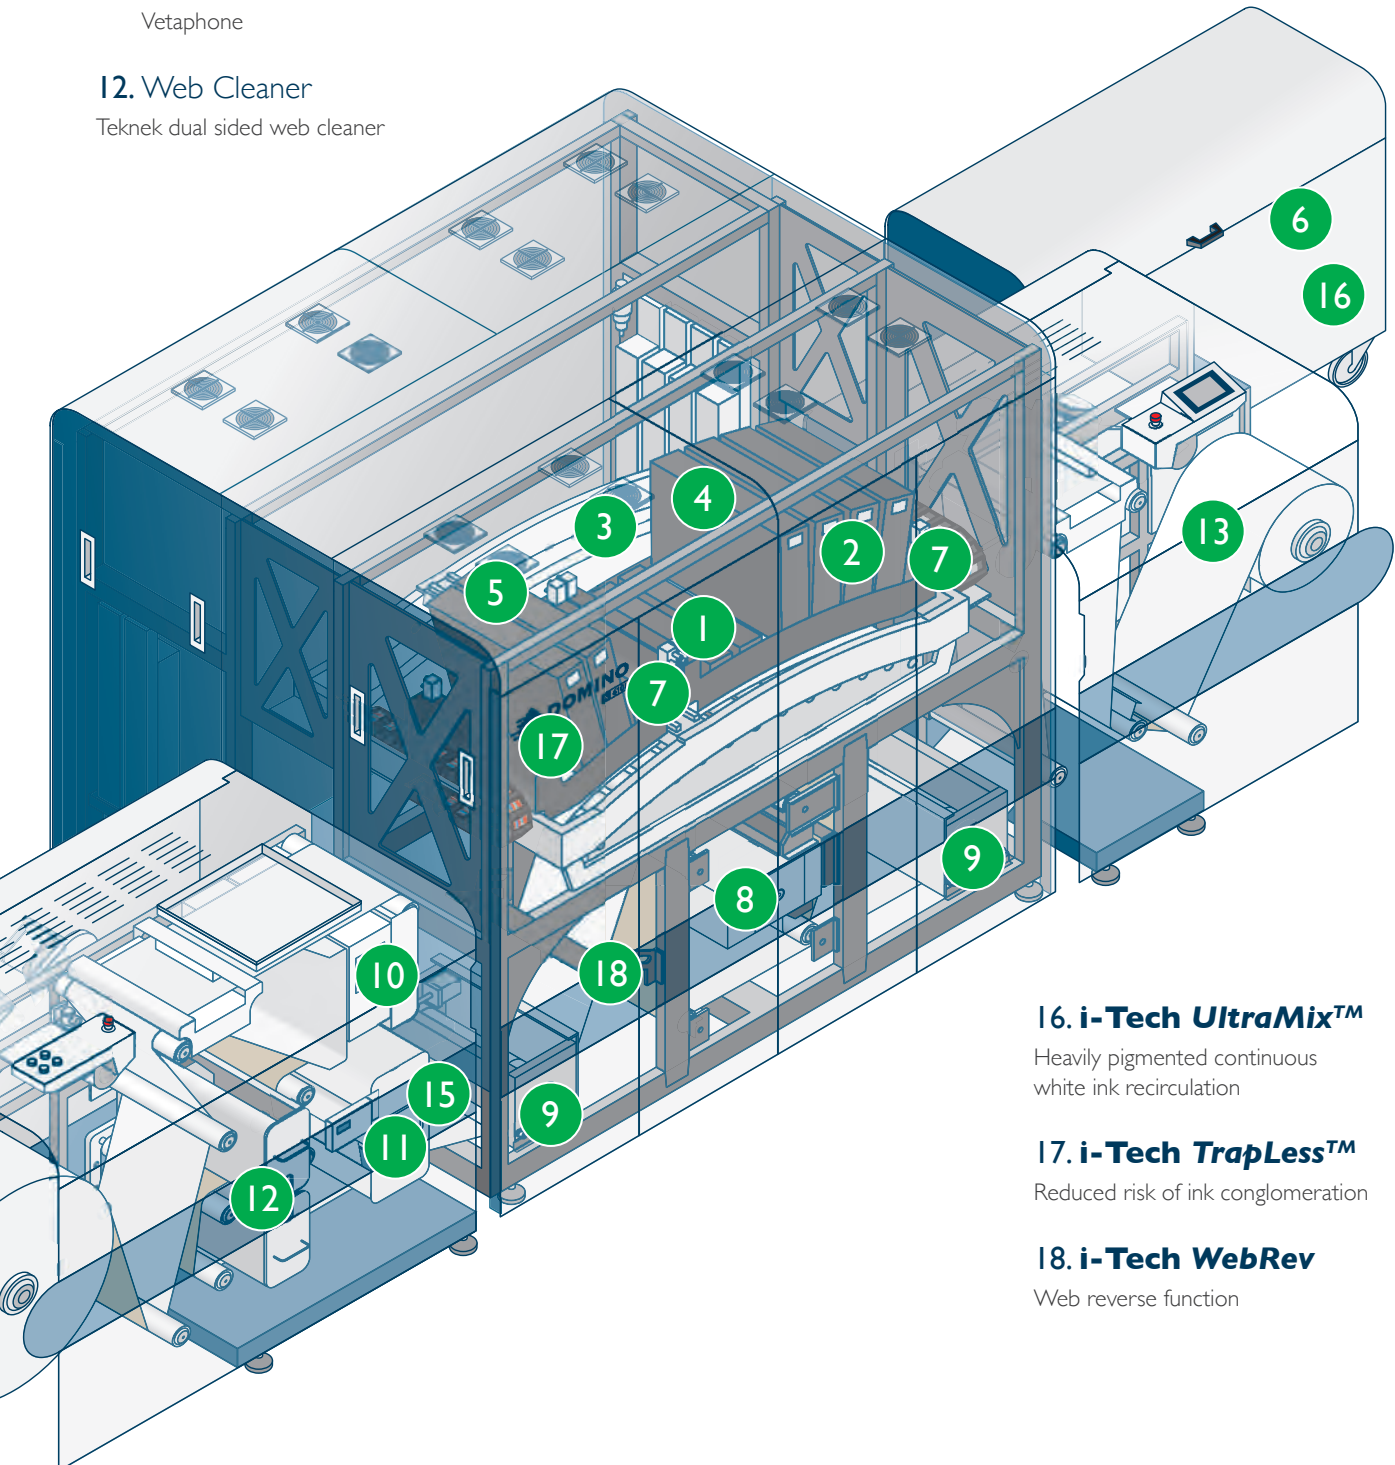 Vetaphone
12. Web Cleaner
Teknek dual sided web cleaner
6
16
4
3
13
2
7
5
1
DOMINO
7
17
9
8
10
18
15
9
11
12
16. i-Tech UltraMix™
Heavily pigmented continuous
white ink recirculation
17. i-Tech TrapLess™
Reduced risk of ink conglomeration
18. i-Tech WebRev
Web reverse function